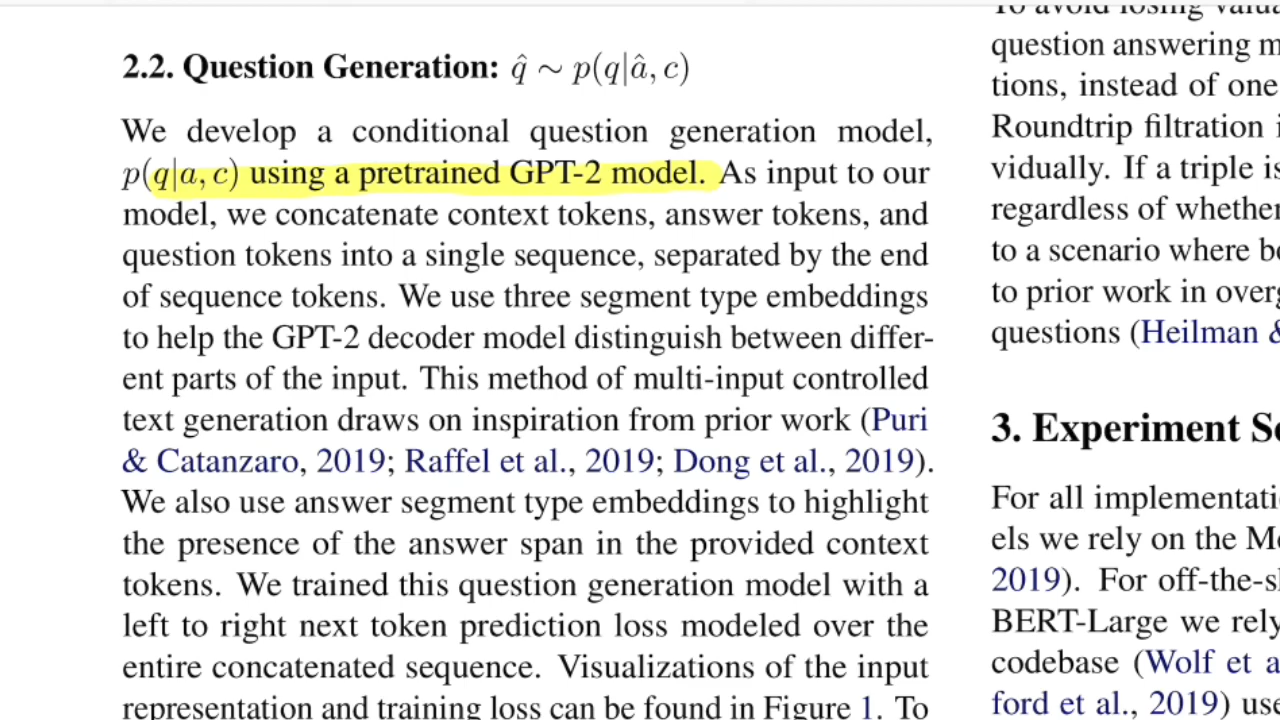 2.2. Question Generation: q̂ ∼ p(q|â, c)
We develop a conditional question generation model,
p(q|a, c) using a pretrained GPT-2 model. As input to our
model, we concatenate context tokens, answer tokens, and
question tokens into a single sequence, separated by the end
of sequence tokens. We use three segment type embeddings
to help the GPT-2 decoder model distinguish between differ-
ent parts of the input. This method of multi-input controlled
text generation draws on inspiration from prior work (Puri
& Catanzaro, 2019; Raffel et al., 2019; Dong et al., 2019).
We also use answer segment type embeddings to highlight
the presence of the answer span in the provided context
tokens. We trained this question generation model with a
left to right next token prediction loss modeled over the
entire concatenated sequence. Visualizations of the input
representation and training loss can be found in Figure 1. To
To avoid losing
question answering
tions, instead of one
Roundtrip filtration
vidually. If a triple is
regardless of whether
to a scenario where
to prior work in
questions (Heilman &
3. Experiment
For all
els we rely on the
2019). For
BERT-Large we rely
codebase (Wolf et
ford et al., 2019)